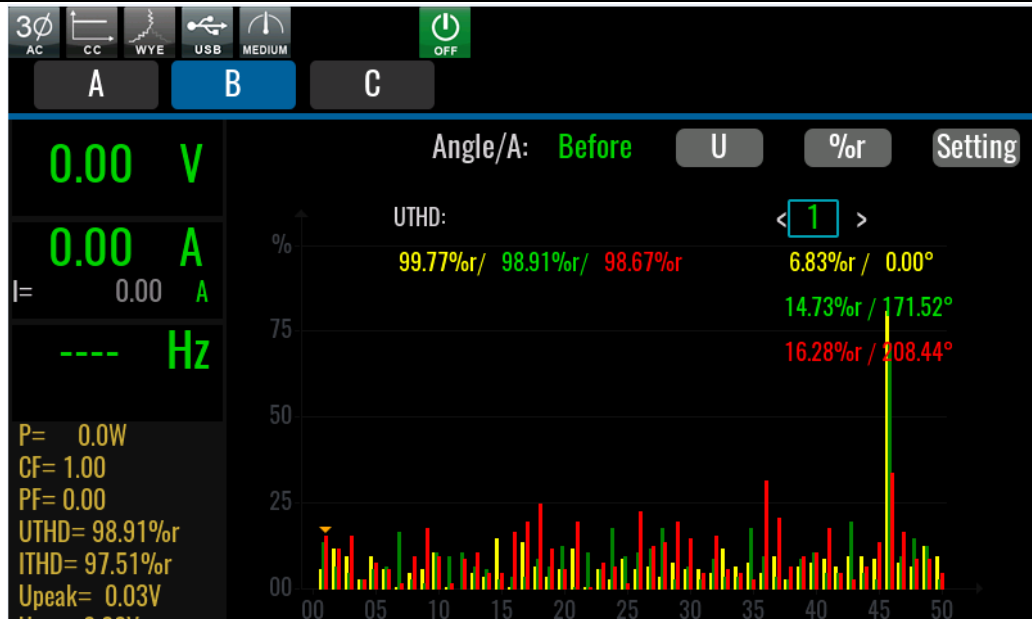 3Ø AC CC WYE USB MEDIUM OFF
A B C
Angle/A: Before U %r Setting
0.00 V
0.00 A
I= 0.00 A
---- Hz
P= 0.0W
CF= 1.00
PF= 0.00
UTHD= 98.91%r
ITHD= 97.51%r
Upeak= 0.03V
UTHD: < 1 >
99.77%r/ 98.91%r/ 98.67%r 6.83%r / 0.00°
14.73%r / 171.52°
16.28%r / 208.44°
%
75
50
25
00
00 05 10 15 20 25 30 35 40 45 50